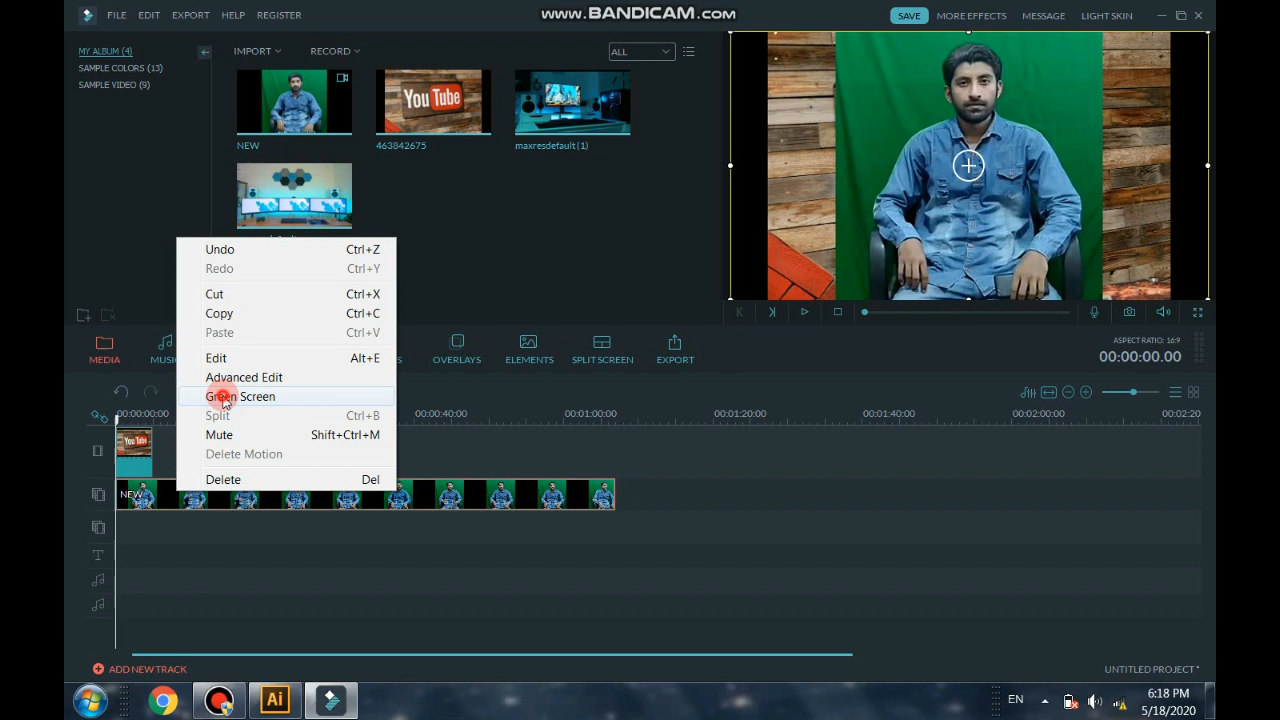 FILE EDIT EXPORT HELP REGISTER
www.BANDICAM.com
SAVE MORE EFFECTS MESSAGE LIGHT SKIN
MY ALBUM (4)
SAMPLE COLORS (13)
SAMPLE VIDEO (9)
IMPORT RECORD ALL
You Tube
NEW 463842675 maxresdefault (1)
Undo Ctrl+Z
Redo Ctrl+Y
Cut Ctrl+X
Copy Ctrl+C
Paste Ctrl+V
Edit Alt+E
Advanced Edit
Green Screen
Split Ctrl+B
Mute Shift+Ctrl+M
Delete Motion
Delete Del
MEDIA OVERLAYS ELEMENTS SPLIT SCREEN EXPORT
ASPECT RATIO: 16:9
00:00:00.00
00:00:00:00 00:00:40:00 00:01:00:00 00:01:20:00 00:01:40:00 00:02:00:00 00:02:20
You Tube
NEW
T
ADD NEW TRACK
UNTITLED PROJECT *
Ai
EN
6:18 PM
5/18/2020